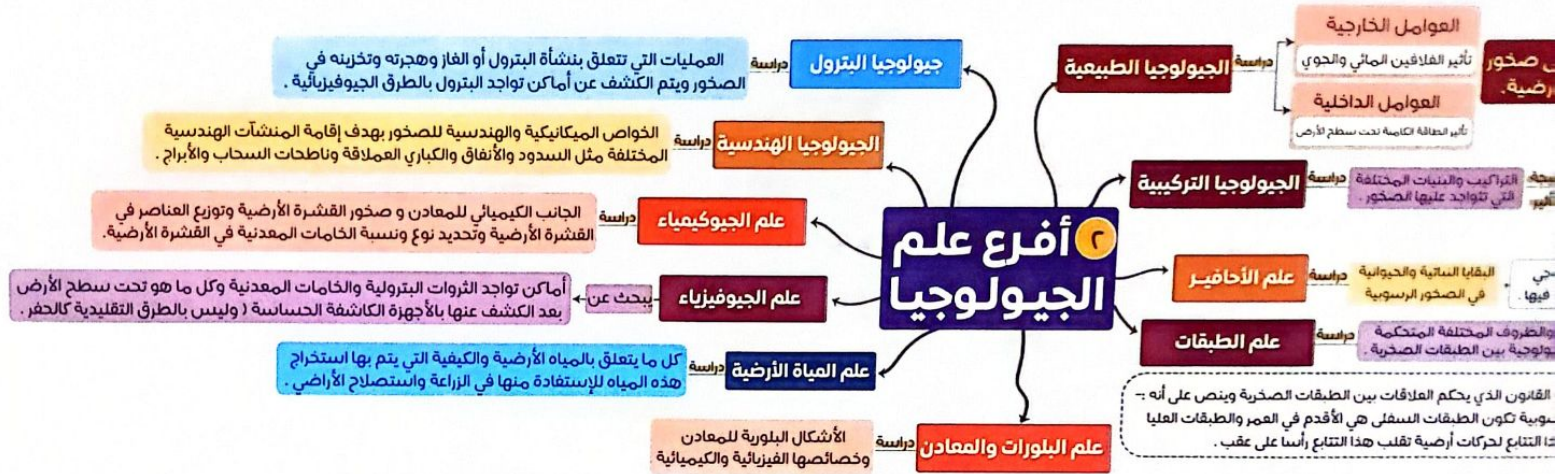 ٢ أفرع علم
الجيولوجيا
الجيولوجيا الطبيعية
دراسة
العوامل الخارجية
تأثير الغلافين المائي والجوي
العوامل الداخلية
تأثير الطاقة الكامنة تحت سطح الأرض
صخور
الجيولوجيا التركيبية
دراسة
التراكيب والبنيات المختلفة
التي تتواجد عليها الصخور .
علم الأحافير
دراسة
البقايا النباتية والحيوانية
في الصخور الرسوبية
فيها .
علم الطبقات
دراسة
والظروف المختلفة المتحكمة
بين الطبقات الصخرية .
القانون الذي يحكم العلاقات بين الطبقات الصخرية وينص على أنه :-
تكون الطبقات السفلى هي الأقدم في العمر والطبقات العليا
التتابع لحركات أرضية تقلب هذا التتابع رأسا على عقب .
جيولوجيا البترول
دراسة
العمليات التي تتعلق بنشأة البترول أو الغاز وهجرته وتخزينه في
الصخور ويتم الكشف عن أماكن تواجد البترول بالطرق الجيوفيزيائية .
الجيولوجيا الهندسية
دراسة
الخواص الميكانيكية والهندسية للصخور بهدف إقامة المنشآت الهندسية
المختلفة مثل السدود والأنفاق والكباري العملاقة وناطحات السحاب والأبراج .
علم الجيوكيمياء
دراسة
الجانب الكيميائي للمعادن و صخور القشرة الأرضية وتوزيع العناصر في
القشرة الأرضية وتحديد نوع ونسبة الخامات المعدنية في القشرة الأرضية.
علم الجيوفيزياء
يبحث عن
أماكن تواجد الثروات البترولية والخامات المعدنية وكل ما هو تحت سطح الأرض
بعد الكشف عنها بالأجهزة الكاشفة الحساسة ( وليس بالطرق التقليدية كالحفر .
علم المياة الأرضية
دراسة
كل ما يتعلق بالمياه الأرضية والكيفية التي يتم بها استخراج
هذه المياه للإستفادة منها في الزراعة واستصلاح الأراضي .
علم البلورات والمعادن
دراسة
الأشكال البلورية للمعادن
وخصائصها الفيزيائية والكيميائية